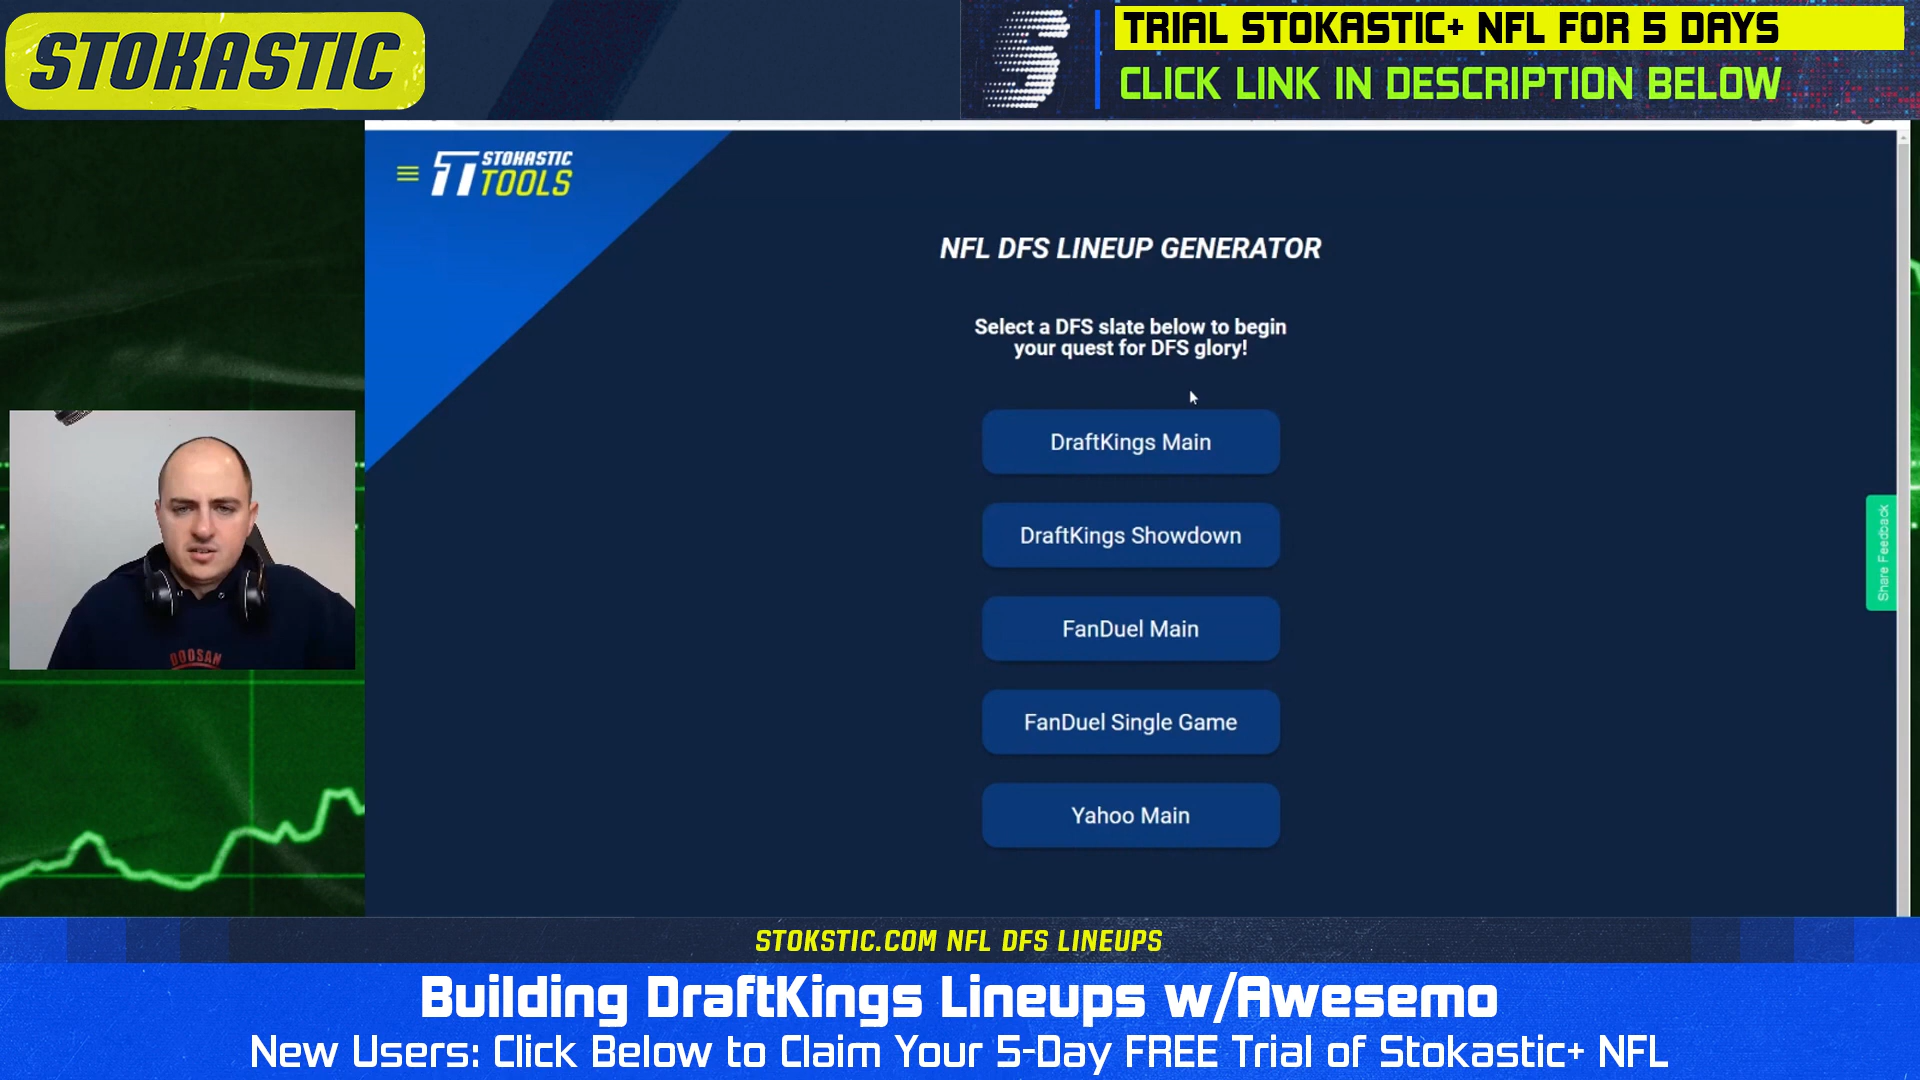 STOKASTIC
TRIAL STOKASTIC+ NFL FOR 5 DAYS
CLICK LINK IN DESCRIPTION BELOW
STOKASTIC
TOOLS
NFL DFS LINEUP GENERATOR
Select a DFS slate below to begin
your quest for DFS glory!
DraftKings Main
DraftKings Showdown
FanDuel Main
FanDuel Single Game
Yahoo Main
Share Feedback
DOOSAN
STOKSTIC.COM NFL DFS LINEUPS
Building DraftKings Lineups w/Awesemo
New Users: Click Below to Claim Your 5-Day FREE Trial of Stokastic+ NFL